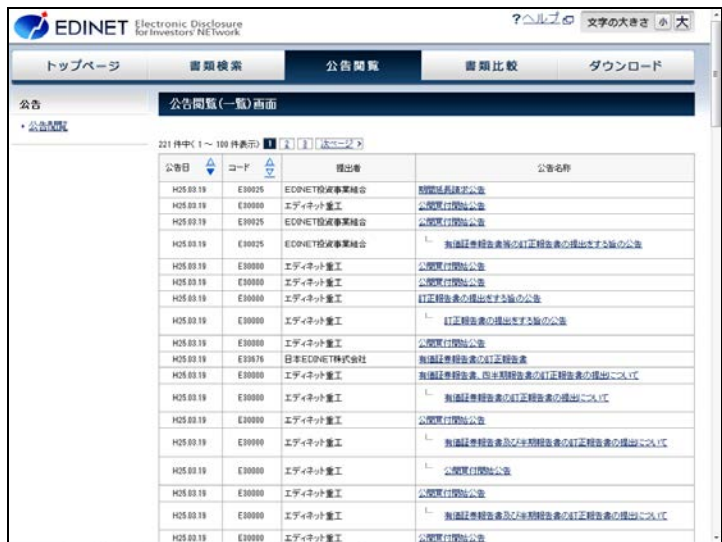 EDINET Electronic Disclosure for Investors' NETwork
?ヘルプ 文字の大きさ 小 大
トップページ 書類検索 公告閲覧 書類比較 ダウンロード
公告
・公告閲覧
公告閲覧(一覧)画面
221 件中( 1 ~ 100 件表示) 1 2 3 次ページ
公告日 コード 提出者 公告名称
H25.03.19 E30025 EDINET投資事業組合 期間延長請求公告
H25.03.19 E30000 エディネット重工 公開買付開始公告
H25.03.19 E30025 EDINET投資事業組合 公開買付開始公告
H25.03.19 E30025 EDINET投資事業組合 有価証券報告書等の訂正報告書の提出をする旨の公告
H25.03.19 E30000 エディネット重工 公開買付開始公告
H25.03.19 E30000 エディネット重工 公開買付開始公告
H25.03.19 E30000 エディネット重工 訂正報告書の提出をする旨の公告
H25.03.19 E30000 エディネット重工 訂正報告書の提出をする旨の公告
H25.03.19 E30000 エディネット重工 公開買付開始公告
H25.03.19 E33876 日本EDINET株式会社 有価証券報告書の訂正報告書
H25.03.19 E30000 エディネット重工 有価証券報告書、四半期報告書の訂正報告書の提出について
H25.03.19 E30000 エディネット重工 有価証券報告書の訂正報告書の提出について
H25.03.19 E30000 エディネット重工 公開買付開始公告
H25.03.19 E30000 エディネット重工 有価証券報告書及び半期報告書の訂正報告書の提出について
H25.03.19 E30000 エディネット重工 公開買付開始公告
H25.03.19 E30000 エディネット重工 公開買付開始公告
H25.03.19 E30000 エディネット重工 有価証券報告書及び半期報告書の訂正報告書の提出について
H25.03.19 E30000 エディネット重工 公開買付開始公告